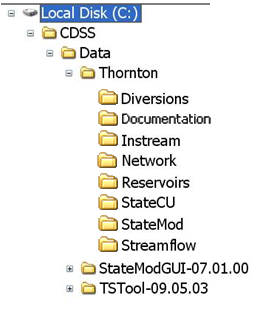 Local Disk (C:)
CDSS
Data
Thornton
Diversions
Documentation
Instream
Network
Reservoirs
StateCU
StateMod
Streamflow
StateModGUI-07.01.00
TSTool-09.05.03